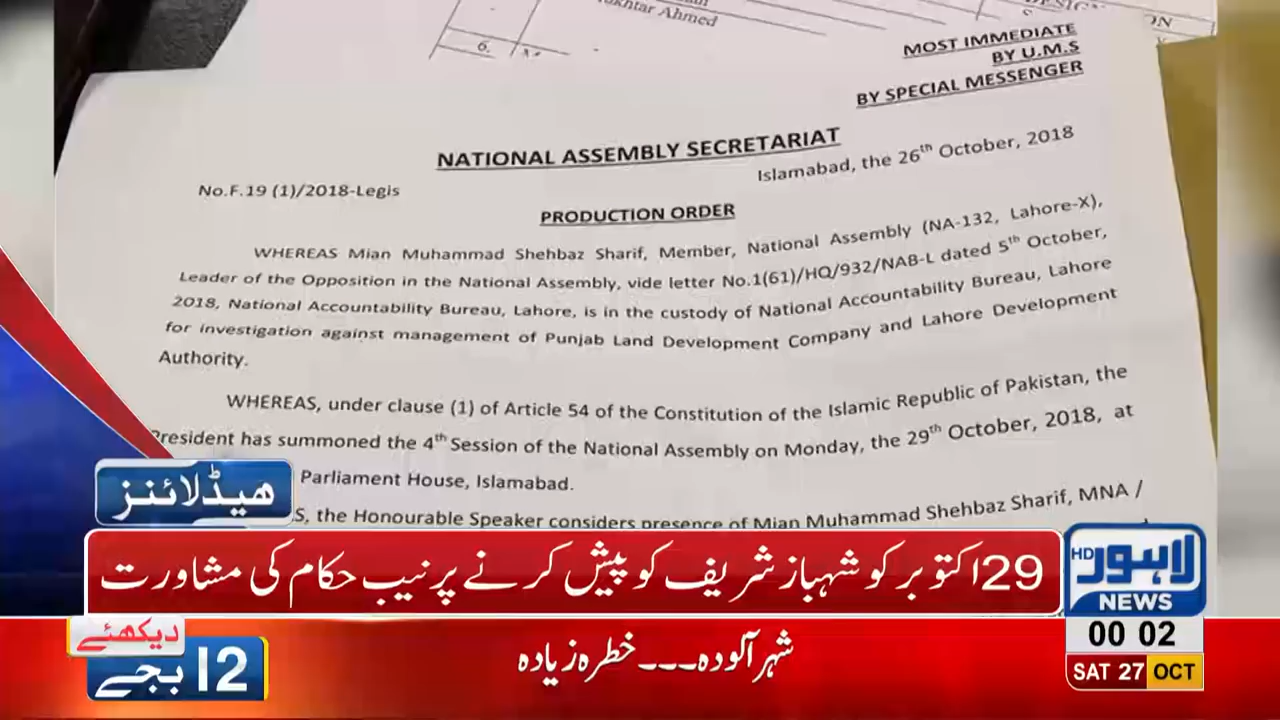 ukhtar Ahmed
6.
MOST IMMEDIATE
BY U.M.S
BY SPECIAL MESSENGER
NATIONAL ASSEMBLY SECRETARIAT
Islamabad, the 26th October, 2018
No.F.19 (1)/2018-Legis
PRODUCTION ORDER
WHEREAS Mian Muhammad Shehbaz Sharif, Member, National Assembly (NA-132, Lahore-X),
Leader of the Opposition in the National Assembly, vide letter No.1(61)/HQ/932/NAB-L dated 5th October,
2018, National Accountability Bureau, Lahore, is in the custody of National Accountability Bureau, Lahore
for investigation against management of Punjab Land Development Company and Lahore Development
Authority.
WHEREAS, under clause (1) of Article 54 of the Constitution of the Islamic Republic of Pakistan, the
President has summoned the 4th Session of the National Assembly on Monday, the 29th October, 2018, at
Parliament House, Islamabad.
S, the Honourable Speaker considers presence of Mian Muhammad Shehbaz Sharif, MNA /
ھیڈلائنز
29اکتوبر کو شہباز شریف کو پیش کرنے پر نیب حکام کی مشاورت
HD لاہور
NEWS
00 02
SAT 27 OCT
دیکھئے
12 بجے
شہر آلودہ۔۔۔خطرہ زیادہ